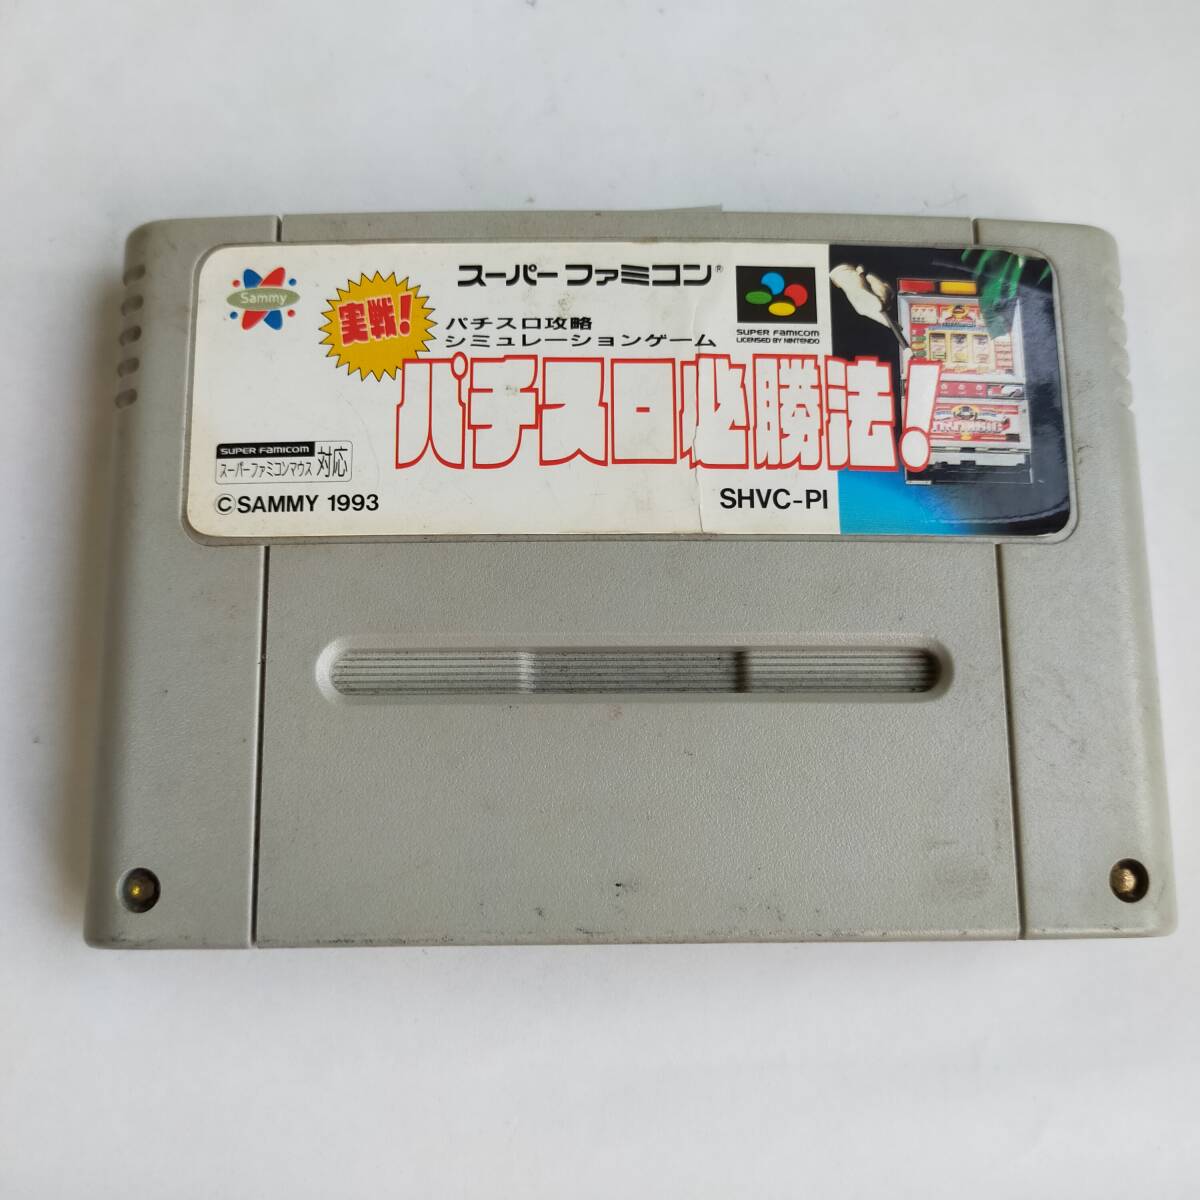 Sammy
スーパーファミコン®
実戦!
パチスロ攻略
シミュレーションゲーム
SUPER FAMICOM
LICENSED BY NINTENDO
パチスロ必勝法!
SUPER FAMICOM
スーパーファミコンマウス 対応
©SAMMY 1993
SHVC-PI